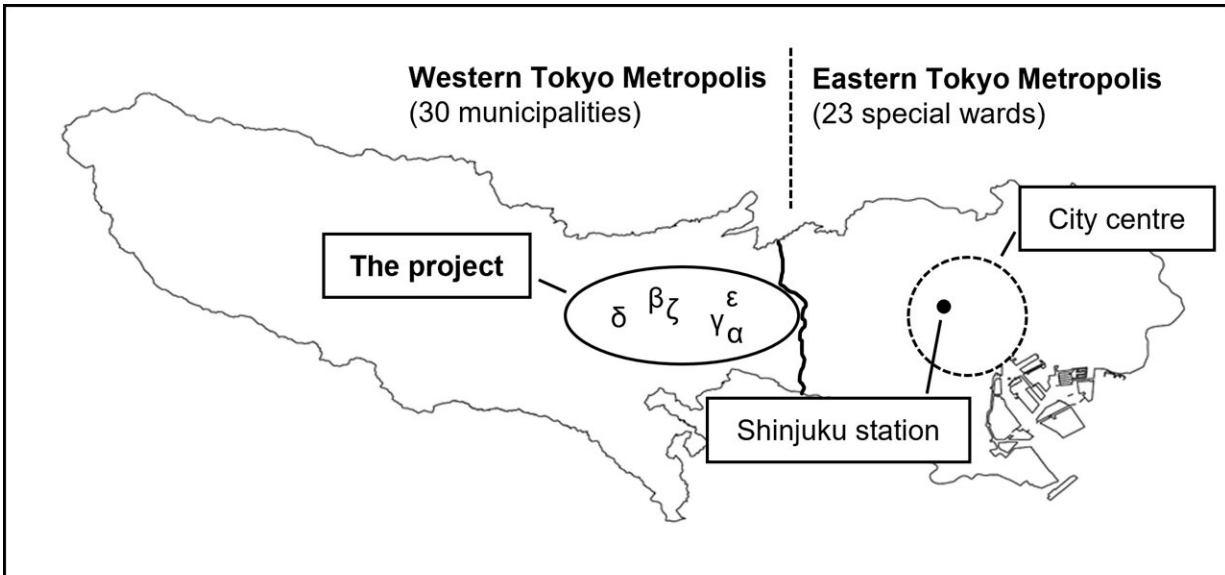 Western Tokyo Metropolis
(30 municipalities)
Eastern Tokyo Metropolis
(23 special wards)
City centre
The project
δ β ζ γ α ε
Shinjuku station